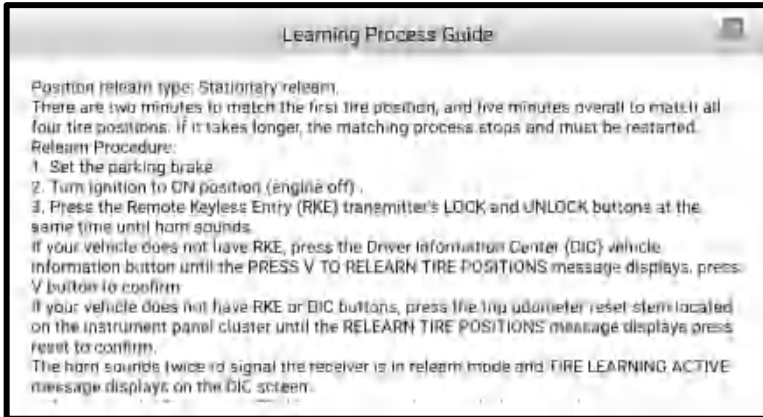 Learning Process Guide
Position relearn type: Stationary relearn.
There are two minutes to match the first tire position, and five minutes overall to match all
four tire positions. If it takes longer, the matching process stops and must be restarted.
Relearn Procedure:
1. Set the parking brake
2. Turn ignition to ON position (engine off) .
3. Press the Remote Keyless Entry (RKE) transmitter's LOCK and UNLOCK buttons at the
same time until horn sounds.
If your vehicle does not have RKE, press the Driver Information Center (DIC) vehicle
information button until the PRESS V TO RELEARN TIRE POSITIONS message displays, press
V button to confirm
If your vehicle does not have RKE or DIC buttons, press the trip odometer reset stem located
on the instrument panel cluster until the RELEARN TIRE POSITIONS message displays press
reset to confirm.
The horn sounds twice to signal the receiver is in relearn mode and TIRE LEARNING ACTIVE
message displays on the DIC screen.